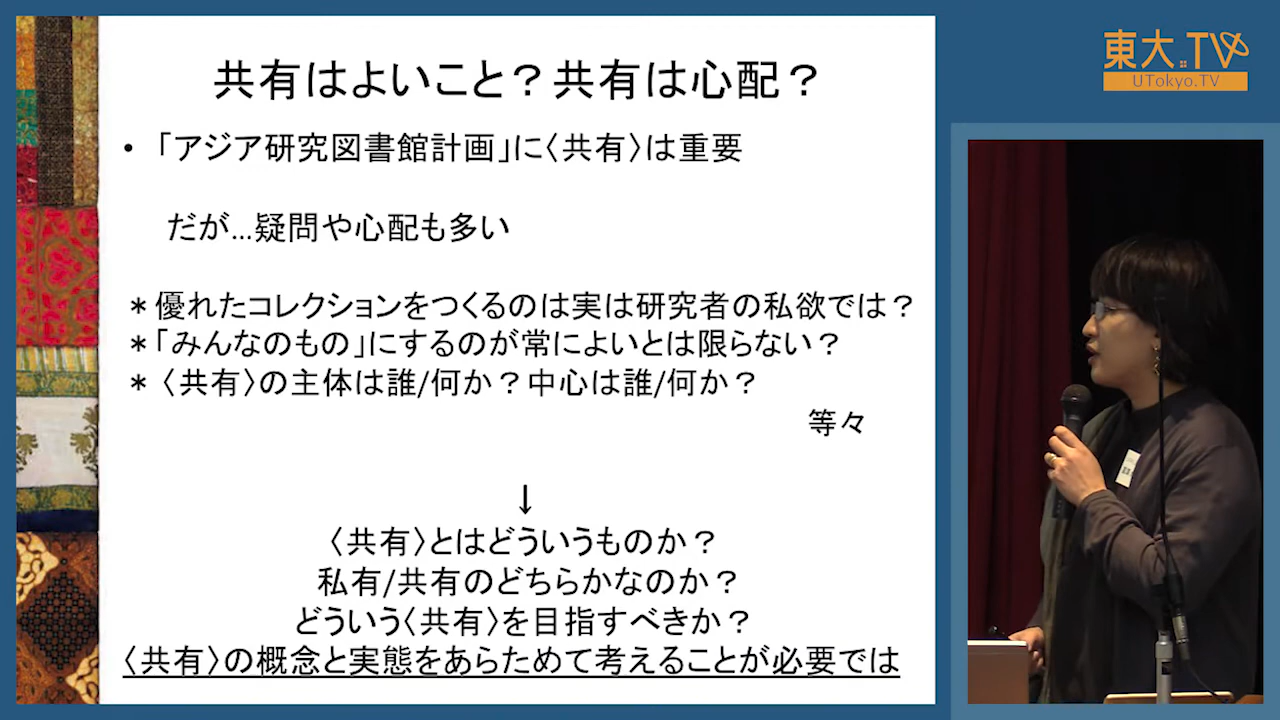 共有はよいこと？共有は心配？
東大.TV
UTokyo.TV
• 「アジア研究図書館計画」に〈共有〉は重要
だが…疑問や心配も多い
＊優れたコレクションをつくるのは実は研究者の私欲では？
＊「みんなのもの」にするのが常によいとは限らない？
＊〈共有〉の主体は誰/何か？中心は誰/何か？
等々
↓
〈共有〉とはどういうものか？
私有/共有のどちらかなのか？
どういう〈共有〉を目指すべきか？
〈共有〉の概念と実態をあらためて考えることが必要では